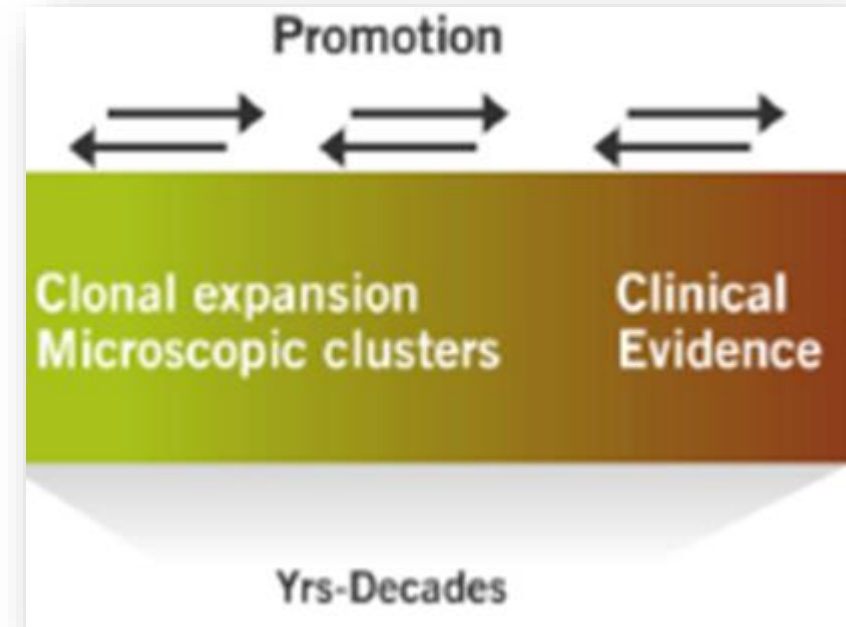 Promotion
Clonal expansion
Microscopic clusters
Clinical
Evidence
Yrs-Decades